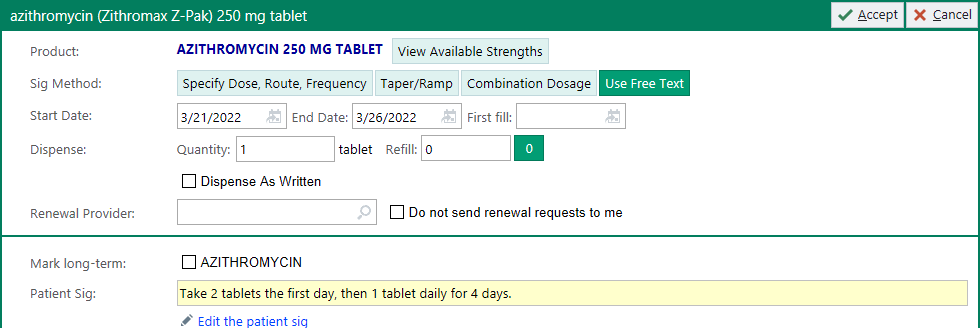 azithromycin (Zithromax Z-Pak) 250 mg tablet Accept Cancel
Product: AZITHROMYCIN 250 MG TABLET View Available Strengths
Sig Method: Specify Dose, Route, Frequency Taper/Ramp Combination Dosage Use Free Text
Start Date: 3/21/2022 End Date: 3/26/2022 First fill:
Dispense: Quantity: 1 tablet Refill: 0 0
Dispense As Written
Renewal Provider: Do not send renewal requests to me
Mark long-term: AZITHROMYCIN
Patient Sig: Take 2 tablets the first day, then 1 tablet daily for 4 days.
Edit the patient sig